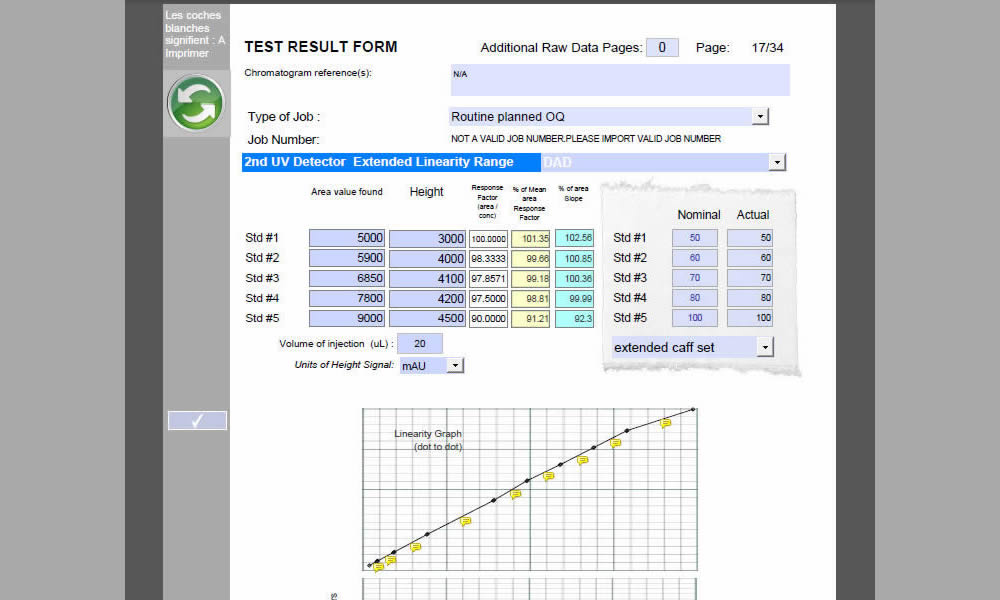 Les coches
blanches
signifient : A
Imprimer
TEST RESULT FORM
Additional Raw Data Pages: 0 Page: 17/34
Chromatogram reference(s): N/A
Type of Job : Routine planned OQ
Job Number: NOT A VALID JOB NUMBER.PLEASE IMPORT VALID JOB NUMBER
2nd UV Detector Extended Linearity Range DAD
Area value found Height Response Factor (area / conc) % of Mean area Response Factor % of area Slope
Nominal Actual
Std #1 5000 3000 100.0000 101.35 102.56 Std #1 50 50
Std #2 5900 4000 98.3333 99.66 100.85 Std #2 60 60
Std #3 6850 4100 97.8571 99.18 100.36 Std #3 70 70
Std #4 7800 4200 97.5000 98.81 99.99 Std #4 80 80
Std #5 9000 4500 90.0000 91.21 92.3 Std #5 100 100
Volume of injection (uL) : 20
extended caff set
Units of Height Signal: mAU
Linearity Graph
(dot to dot)